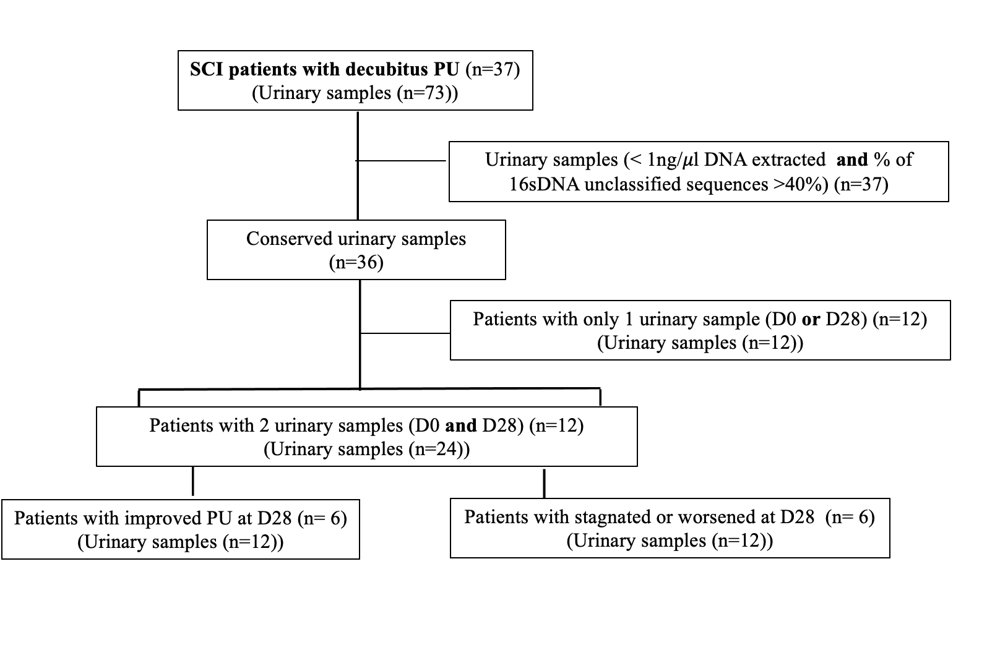 SCI patients with decubitus PU (n=37)
(Urinary samples (n=73))
Urinary samples (< 1ng/μl DNA extracted and % of
16sDNA unclassified sequences >40%) (n=37)
Conserved urinary samples
(n=36)
Patients with only 1 urinary sample (D0 or D28) (n=12)
(Urinary samples (n=12))
Patients with 2 urinary samples (D0 and D28) (n=12)
(Urinary samples (n=24))
Patients with improved PU at D28 (n= 6)
(Urinary samples (n=12))
Patients with stagnated or worsened at D28 (n= 6)
(Urinary samples (n=12))